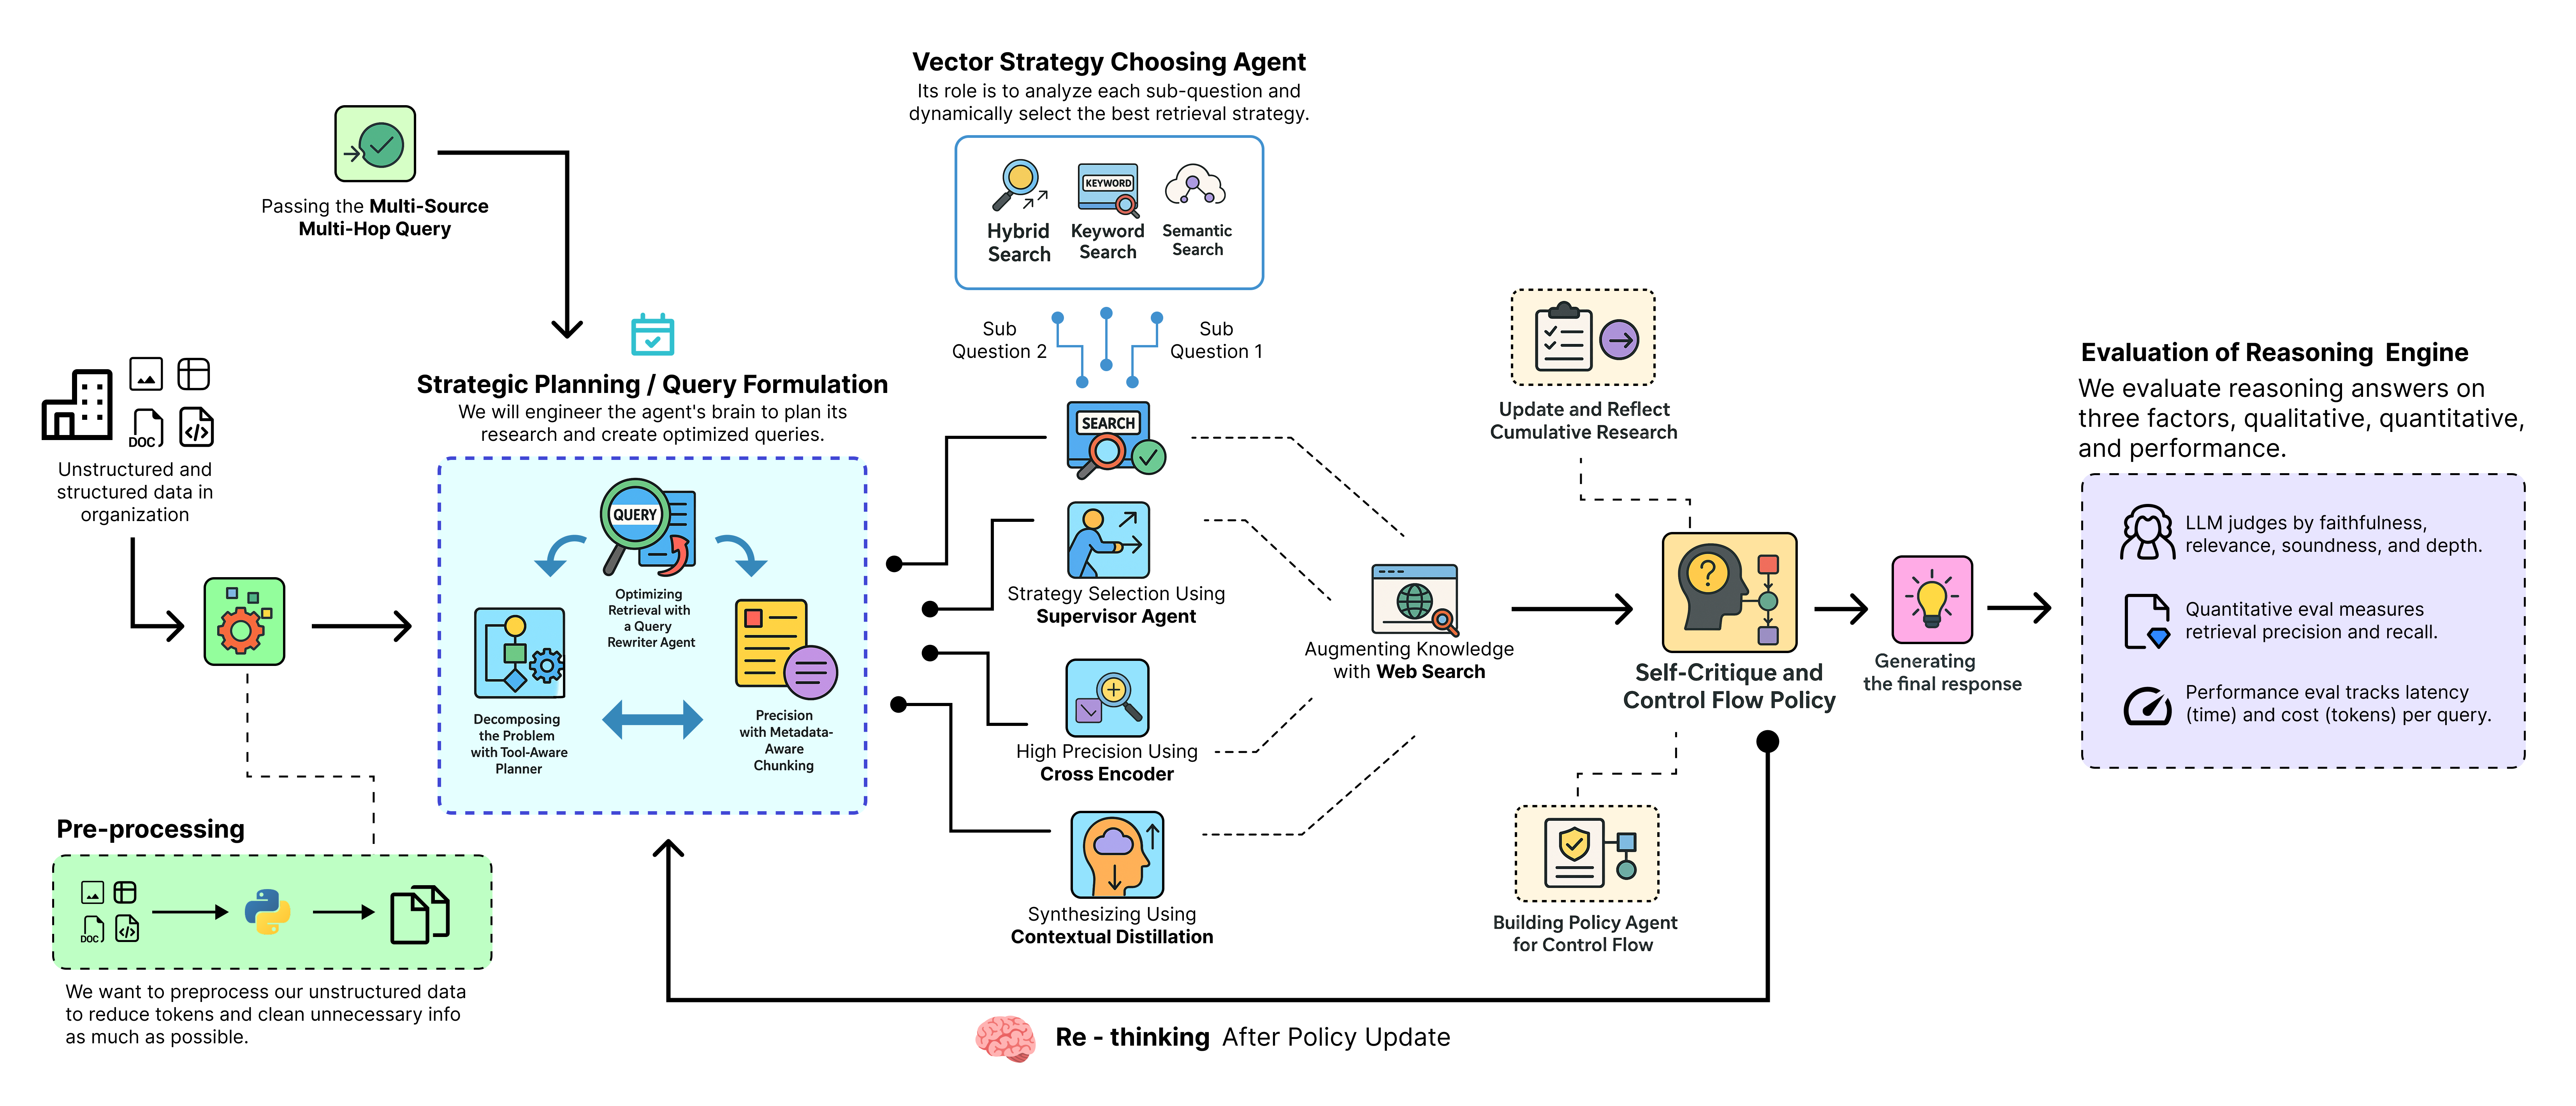 Vector Strategy Choosing Agent
Its role is to analyze each sub-question and
dynamically select the best retrieval strategy.
KEYWORD
Hybrid
Search
Keyword
Search
Semantic
Search
Sub
Question 2
Sub
Question 1
Passing the Multi-Source
Multi-Hop Query
DOC
Unstructured and
structured data in
organization
Strategic Planning / Query Formulation
We will engineer the agent's brain to plan its
research and create optimized queries.
QUERY
Optimizing
Retrieval with
a Query
Rewriter Agent
Decomposing
the Problem
with Tool-Aware
Planner
Precision
with Metadata-
Aware
Chunking
Pre-processing
DOC
We want to preprocess our unstructured data
to reduce tokens and clean unnecessary info
as much as possible.
SEARCH
Strategy Selection Using
Supervisor Agent
High Precision Using
Cross Encoder
Synthesizing Using
Contextual Distillation
Augmenting Knowledge
with Web Search
Update and Reflect
Cumulative Research
?
Self-Critique and
Control Flow Policy
Building Policy Agent
for Control Flow
Generating
the final response
Re - thinking After Policy Update
Evaluation of Reasoning Engine
We evaluate reasoning answers on
three factors, qualitative, quantitative,
and performance.
LLM judges by faithfulness,
relevance, soundness, and depth.
Quantitative eval measures
retrieval precision and recall.
Performance eval tracks latency
(time) and cost (tokens) per query.